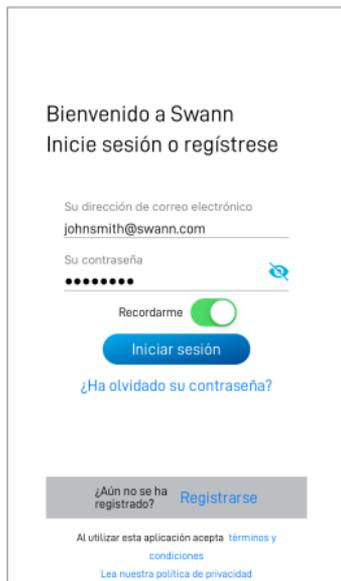 Bienvenido a Swann
Inicie sesión o regístrese
Su dirección de correo electrónico
johnsmith@swann.com
Su contraseña
●●●●●●●●
Recordarme
Iniciar sesión
¿Ha olvidado su contraseña?
¿Aún no se ha
registrado? Registrarse
Al utilizar esta aplicación acepta términos y
condiciones
Lea nuestra política de privacidad